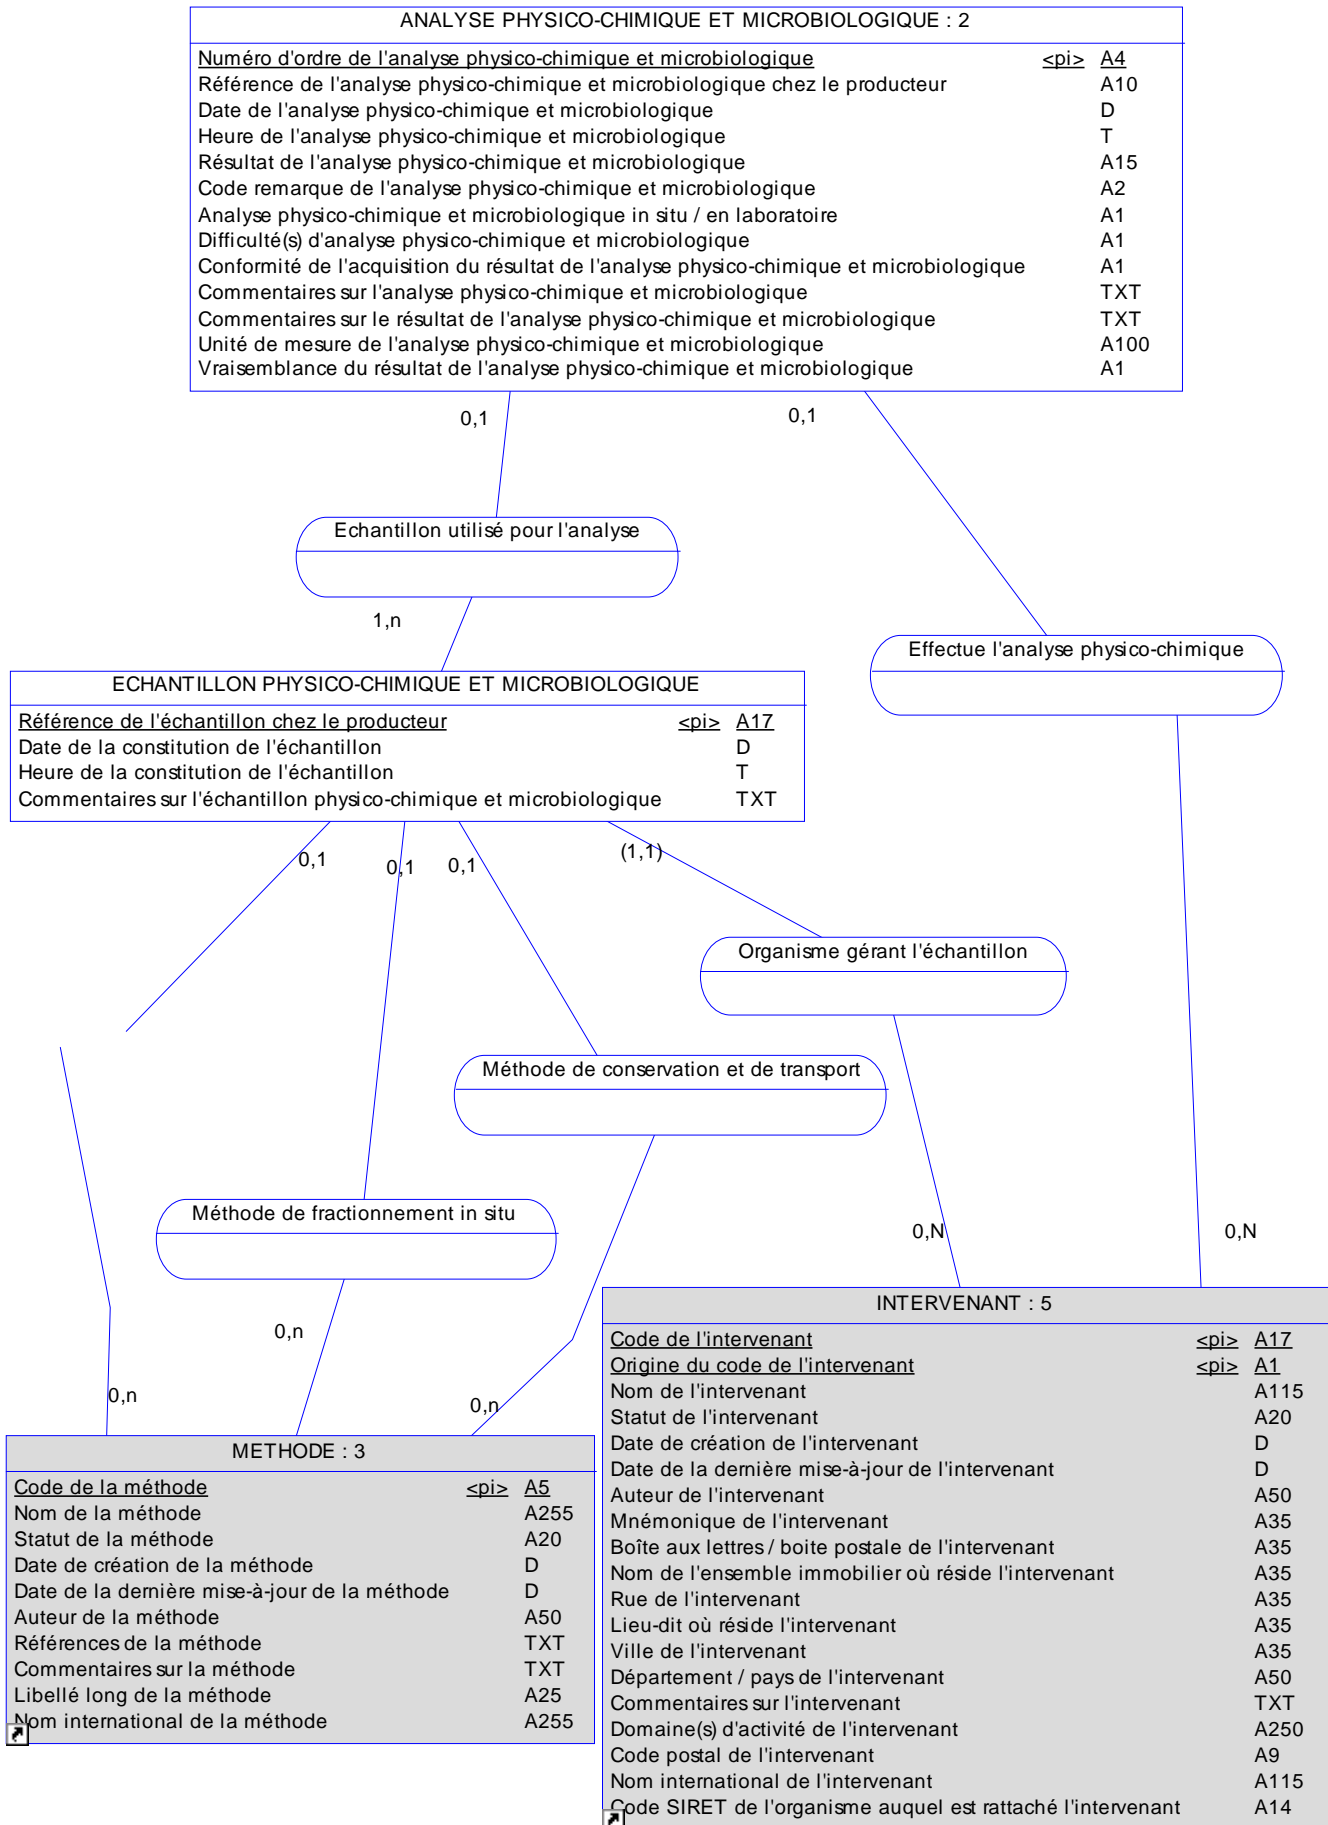 ANALYSE PHYSICO-CHIMIQUE ET MICROBIOLOGIQUE : 2
Numéro d'ordre de l'analyse physico-chimique et microbiologique <pi> A4
Référence de l'analyse physico-chimique et microbiologique chez le producteur A10
Date de l'analyse physico-chimique et microbiologique D
Heure de l'analyse physico-chimique et microbiologique T
Résultat de l'analyse physico-chimique et microbiologique A15
Code remarque de l'analyse physico-chimique et microbiologique A2
Analyse physico-chimique et microbiologique in situ / en laboratoire A1
Difficulté(s) d'analyse physico-chimique et microbiologique A1
Conformité de l'acquisition du résultat de l'analyse physico-chimique et microbiologique A1
Commentaires sur l'analyse physico-chimique et microbiologique TXT
Commentaires sur le résultat de l'analyse physico-chimique et microbiologique TXT
Unité de mesure de l'analyse physico-chimique et microbiologique A100
Vraisemblance du résultat de l'analyse physico-chimique et microbiologique A1
0,1 0,1
Echantillon utilisé pour l'analyse
1,n
Effectue l'analyse physico-chimique
ECHANTILLON PHYSICO-CHIMIQUE ET MICROBIOLOGIQUE
Référence de l'échantillon chez le producteur <pi> A17
Date de la constitution de l'échantillon D
Heure de la constitution de l'échantillon T
Commentaires sur l'échantillon physico-chimique et microbiologique TXT
0,1 0,1 0,1 (1,1)
Organisme gérant l'échantillon
Méthode de conservation et de transport
Méthode de fractionnement in situ
0,N 0,N
0,n
0,n 0,n
METHODE : 3
Code de la méthode <pi> A5
Nom de la méthode A255
Statut de la méthode A20
Date de création de la méthode D
Date de la dernière mise-à-jour de la méthode D
Auteur de la méthode A50
Références de la méthode TXT
Commentaires sur la méthode TXT
Libellé long de la méthode A25
Nom international de la méthode A255
INTERVENANT : 5
Code de l'intervenant <pi> A17
Origine du code de l'intervenant <pi> A1
Nom de l'intervenant A115
Statut de l'intervenant A20
Date de création de l'intervenant D
Date de la dernière mise-à-jour de l'intervenant D
Auteur de l'intervenant A50
Mnémonique de l'intervenant A35
Boîte aux lettres / boite postale de l'intervenant A35
Nom de l'ensemble immobilier où réside l'intervenant A35
Rue de l'intervenant A35
Lieu-dit où réside l'intervenant A35
Ville de l'intervenant A35
Département / pays de l'intervenant A50
Commentaires sur l'intervenant TXT
Domaine(s) d'activité de l'intervenant A250
Code postal de l'intervenant A9
Nom international de l'intervenant A115
Code SIRET de l'organisme auquel est rattaché l'intervenant A14